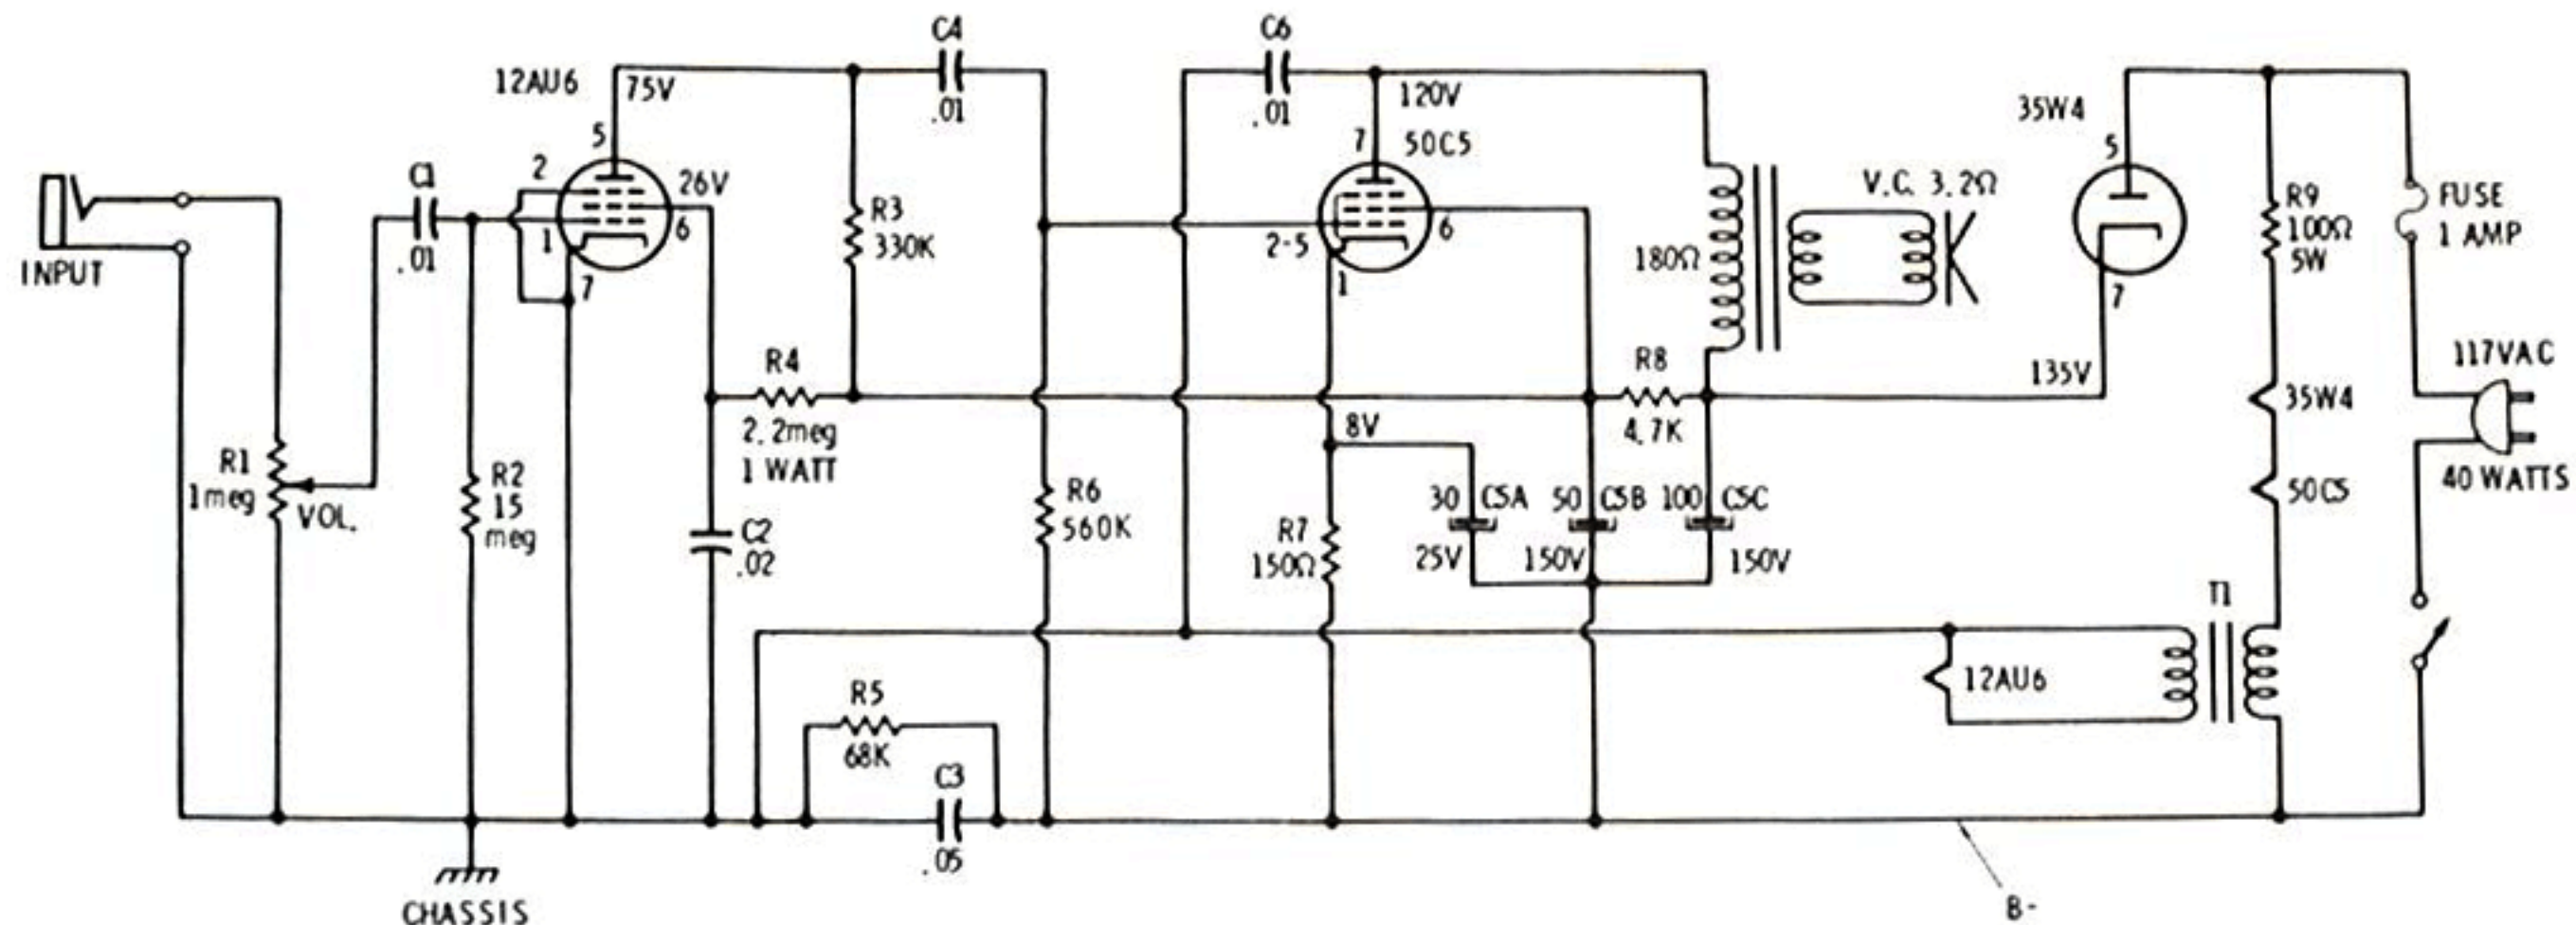 INPUT
R1
1meg
VOL.
C1
.01
R2
15
meg
CHASSIS
12AU6
75V
5
2
1
7
26V
6
R4
2.2meg
1 WATT
C2
.02
R3
330K
C4
.01
R5
68K
C3
.05
R6
560K
C6
.01
120V
7
50C5
2-5
6
1
8V
R7
150Ω
30
C5A
25V
50
C5B
150V
100
C5C
150V
R8
4.7K
180Ω
V.C. 3.2Ω
35W4
5
7
135V
R9
100Ω
5W
FUSE
1 AMP
35W4
50C5
117VAC
40 WATTS
T1
12AU6
B-